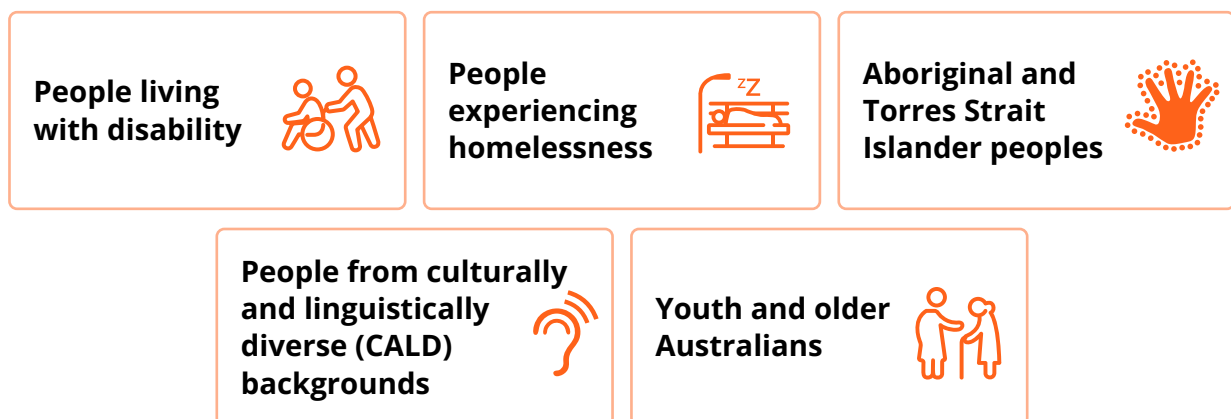 People living
with disability
People
experiencing
homelessness
zZ
Aboriginal and
Torres Strait
Islander peoples
People from culturally
and linguistically
diverse (CALD)
backgrounds
Youth and older
Australians